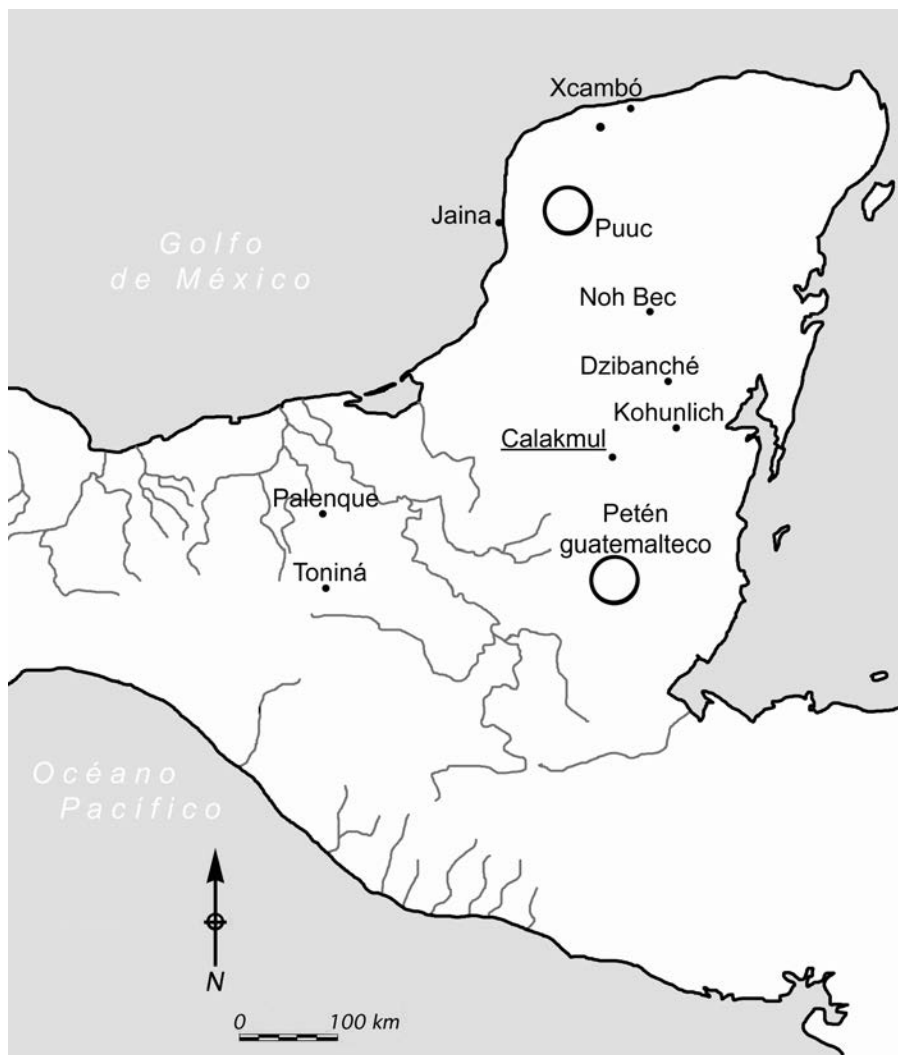 Xcambó
Jaina
Puuc
Golfo
de México
Noh Bec
Dzibanché
Kohunlich
Calakmul
Palenque
Petén
guatemalteco
Toniná
Océano
Pacífico
N
0 100 km